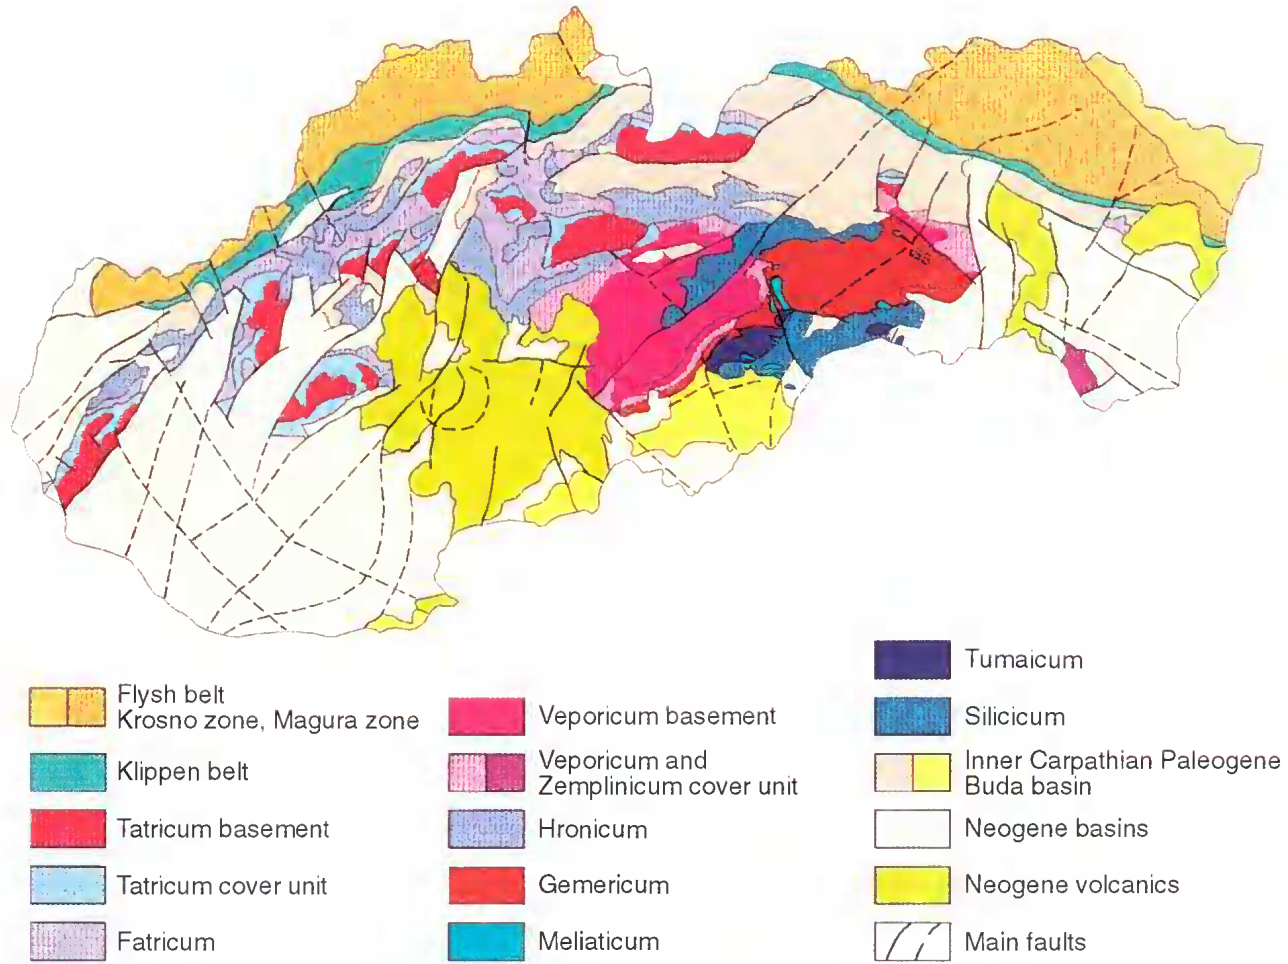 Flysh belt
Krosno zone, Magura zone
Klippen belt
Tatricum basement
Tatricum cover unit
Fatricum
Veporicum basement
Veporicum and
Zemplinicum cover unit
Hronicum
Gemericum
Meliaticum
Tumaicum
Silicicum
Inner Carpathian Paleogene
Buda basin
Neogene basins
Neogene volcanics
Main faults